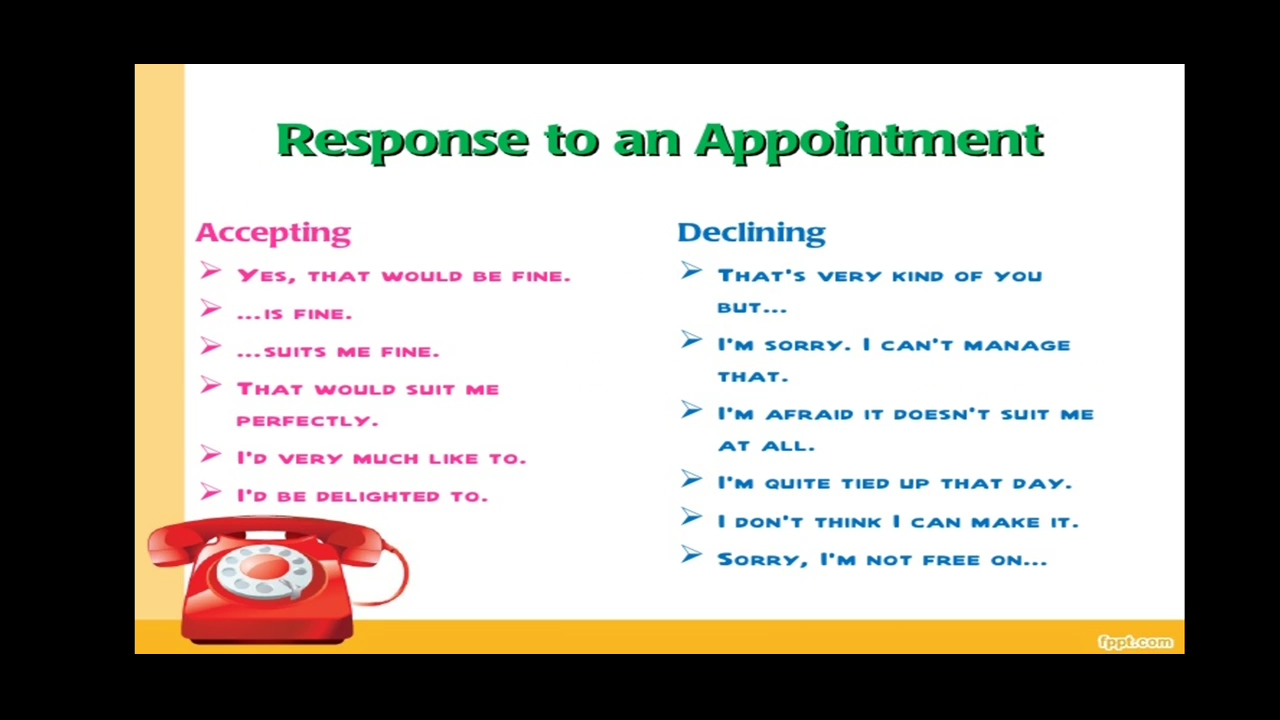 Response to an Appointment
Accepting
Yes, that would be fine.
...is fine.
...suits me fine.
That would suit me
perfectly.
I'd very much like to.
I'd be delighted to.
Declining
That's very kind of you
but...
I'm sorry. I can't manage
that.
I'm afraid it doesn't suit me
at all.
I'm quite tied up that day.
I don't think I can make it.
Sorry, I'm not free on...
fppt.com